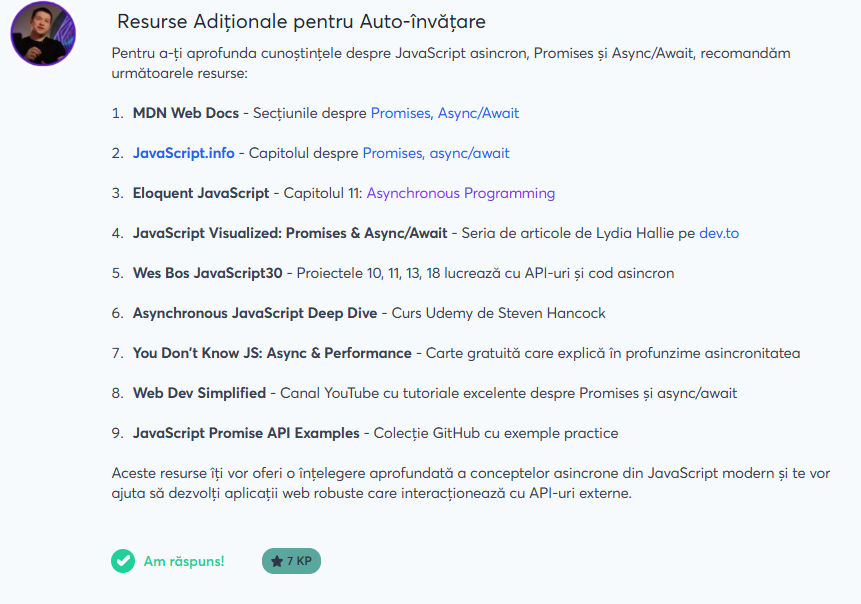 Resurse Adiționale pentru Auto-învățare
Pentru a-ți aprofunda cunoștințele despre JavaScript asincron, Promises și Async/Await, recomandăm
următoarele resurse:
1. MDN Web Docs - Secțiunile despre Promises, Async/Await
2. JavaScript.info - Capitolul despre Promises, async/await
3. Eloquent JavaScript - Capitolul 11: Asynchronous Programming
4. JavaScript Visualized: Promises & Async/Await - Seria de articole de Lydia Hallie pe dev.to
5. Wes Bos JavaScript30 - Proiectele 10, 11, 13, 18 lucrează cu API-uri și cod asincron
6. Asynchronous JavaScript Deep Dive - Curs Udemy de Steven Hancock
7. You Don't Know JS: Async & Performance - Carte gratuită care explică în profunzime asincronitatea
8. Web Dev Simplified - Canal YouTube cu tutoriale excelente despre Promises și async/await
9. JavaScript Promise API Examples - Colecție GitHub cu exemple practice
Aceste resurse îți vor oferi o înțelegere aprofundată a conceptelor asincrone din JavaScript modern și te vor
ajuta să dezvolți aplicații web robuste care interacționează cu API-uri externe.
Am răspuns! 7 KP